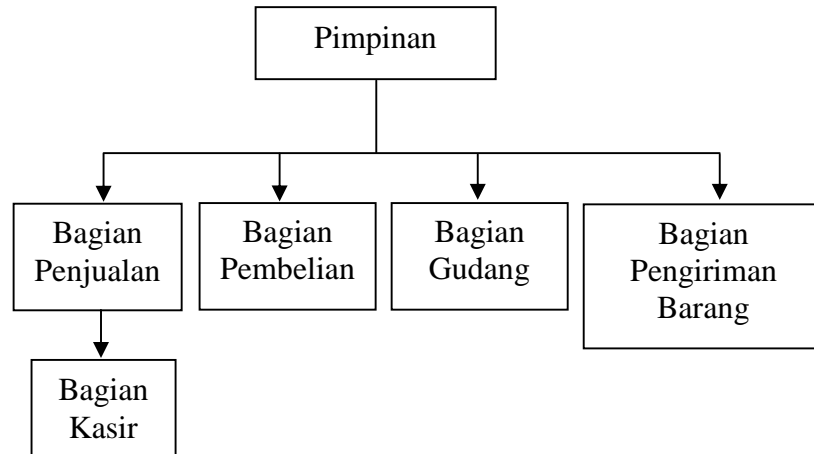 Pimpinan
Bagian
Penjualan
Bagian
Pembelian
Bagian
Gudang
Bagian
Pengiriman
Barang
Bagian
Kasir